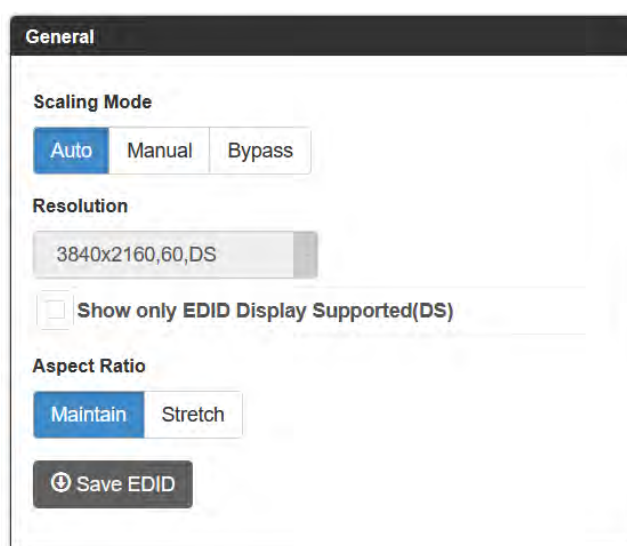 General
Scaling Mode
Auto Manual Bypass
Resolution
3840x2160,60,DS
Show only EDID Display Supported(DS)
Aspect Ratio
Maintain Stretch
Save EDID